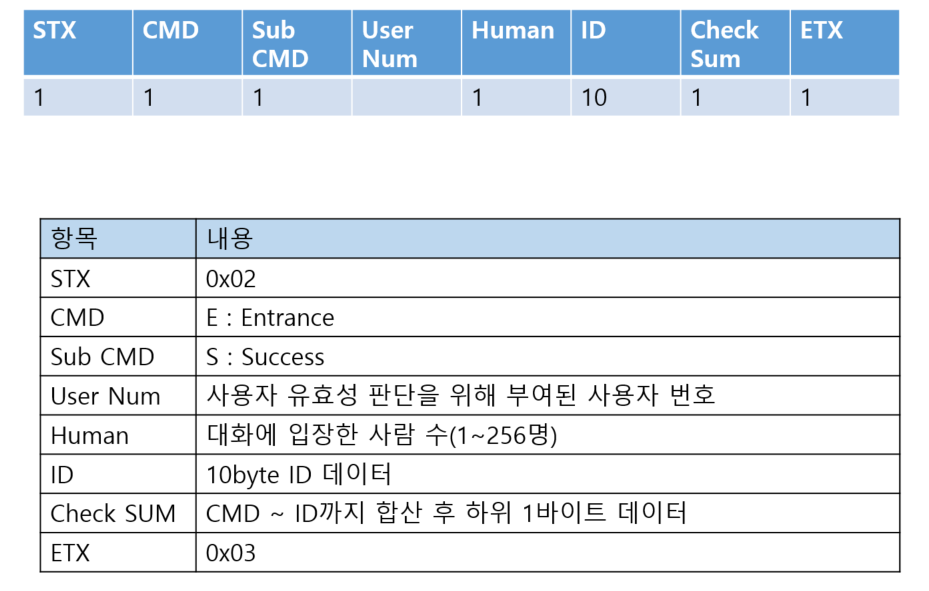 STX CMD Sub CMD User Num Human ID Check Sum ETX
1 1 1 1 10 1 1
항목 내용
STX 0x02
CMD E : Entrance
Sub CMD S : Success
User Num 사용자 유효성 판단을 위해 부여된 사용자 번호
Human 대화에 입장한 사람 수(1~256명)
ID 10byte ID 데이터
Check SUM CMD ~ ID까지 합산 후 하위 1바이트 데이터
ETX 0x03